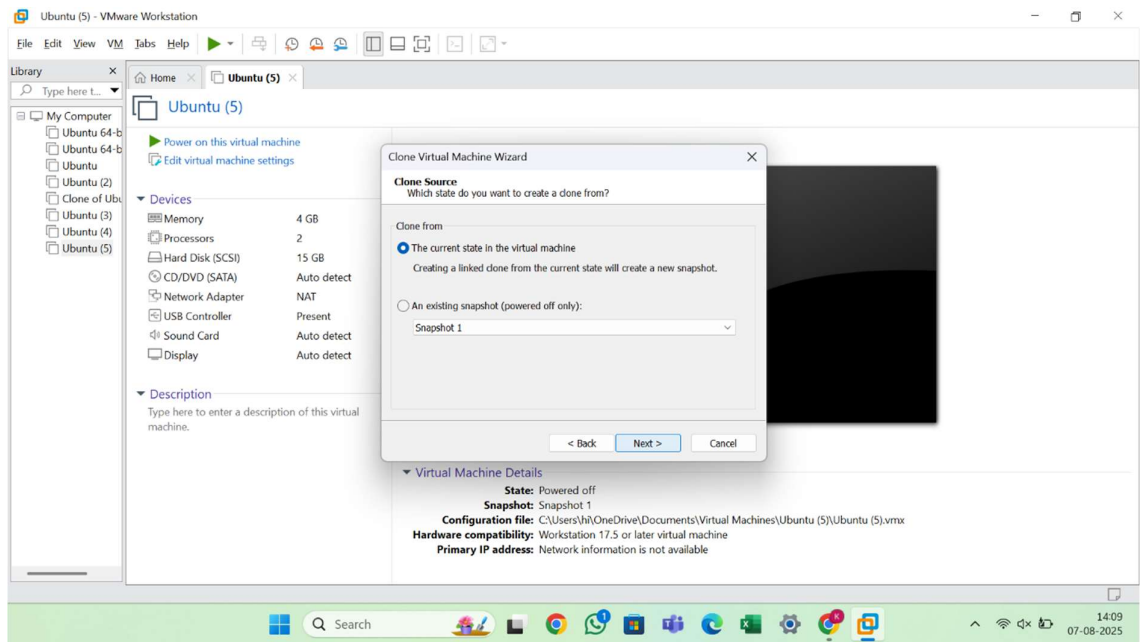 Ubuntu (5) - VMware Workstation
File Edit View VM Tabs Help
Library
Home
Ubuntu (5)
Type here t...
My Computer
Ubuntu 64-b
Ubuntu 64-b
Ubuntu
Ubuntu (2)
Clone of Ubu
Ubuntu (3)
Ubuntu (4)
Ubuntu (5)
Ubuntu (5)
Power on this virtual machine
Edit virtual machine settings
Devices
Memory 4 GB
Processors 2
Hard Disk (SCSI) 15 GB
CD/DVD (SATA) Auto detect
Network Adapter NAT
USB Controller Present
Sound Card Auto detect
Display Auto detect
Description
Type here to enter a description of this virtual
machine.
Clone Virtual Machine Wizard
Clone Source
Which state do you want to create a clone from?
Clone from
The current state in the virtual machine
Creating a linked clone from the current state will create a new snapshot.
An existing snapshot (powered off only):
Snapshot 1
< Back Next > Cancel
Virtual Machine Details
State: Powered off
Snapshot: Snapshot 1
Configuration file: C:\Users\hi\OneDrive\Documents\Virtual Machines\Ubuntu (5)\Ubuntu (5).vmx
Hardware compatibility: Workstation 17.5 or later virtual machine
Primary IP address: Network information is not available
Search
1
K
14:09
07-08-2025